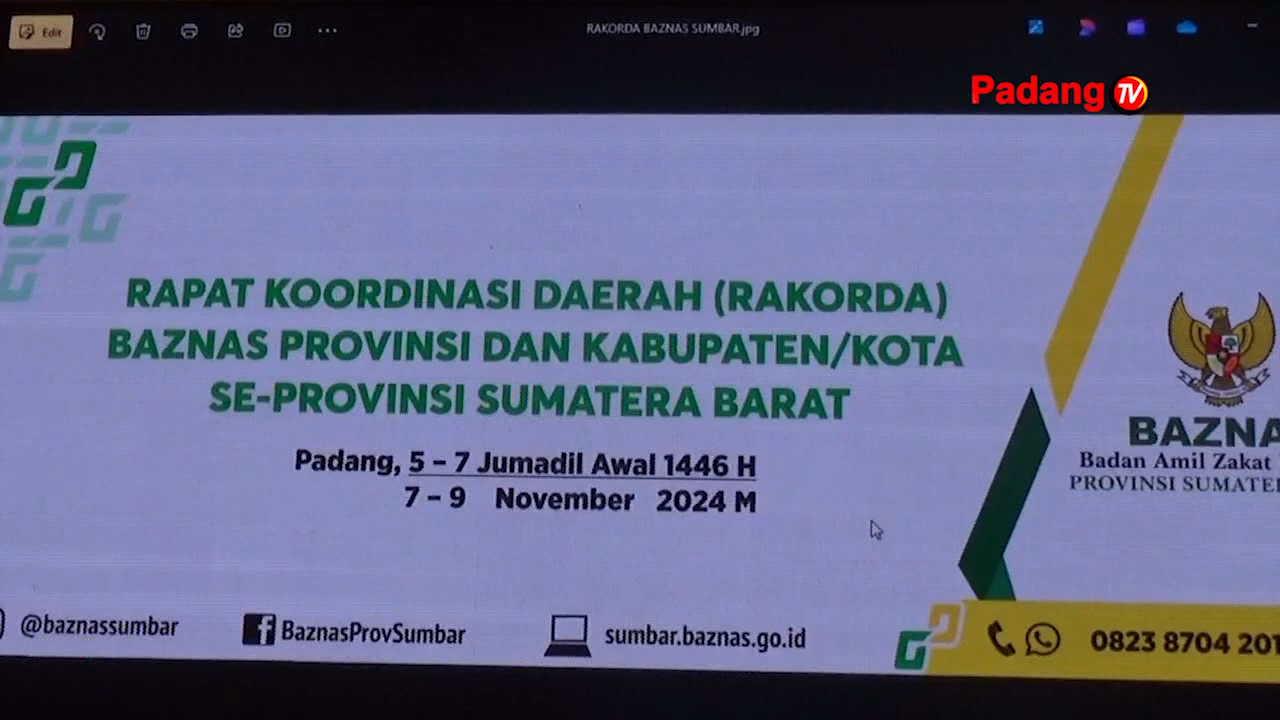 Edit
RAKORDA BAZNAS SUMBAR.jpg
Padang TV
RAPAT KOORDINASI DAERAH (RAKORDA)
BAZNAS PROVINSI DAN KABUPATEN/KOTA
SE-PROVINSI SUMATERA BARAT
Padang, 5 – 7 Jumadil Awal 1446 H
7 – 9 November 2024 M
BAZNA
Badan Amil Zakat
PROVINSI SUMATE
@baznassumbar
BaznasProvSumbar
sumbar.baznas.go.id
0823 8704 201